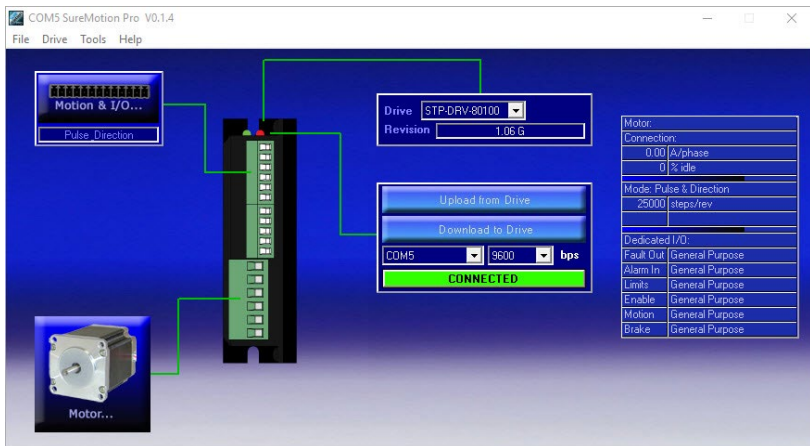 COM5 SureMotion Pro V0.1.4
File Drive Tools Help
Motion & I/O...
Pulse_Direction
Drive STP-DRV-80100
Revision 1.06 G
Upload from Drive
Download to Drive
COM5 9600 bps
CONNECTED
Motor...
Motor:
Connection:
0.00 A/phase
0 % idle
Mode: Pulse & Direction
25000 steps/rev
Dedicated I/O:
Fault Out General Purpose
Alarm In General Purpose
Limits General Purpose
Enable General Purpose
Motion General Purpose
Brake General Purpose